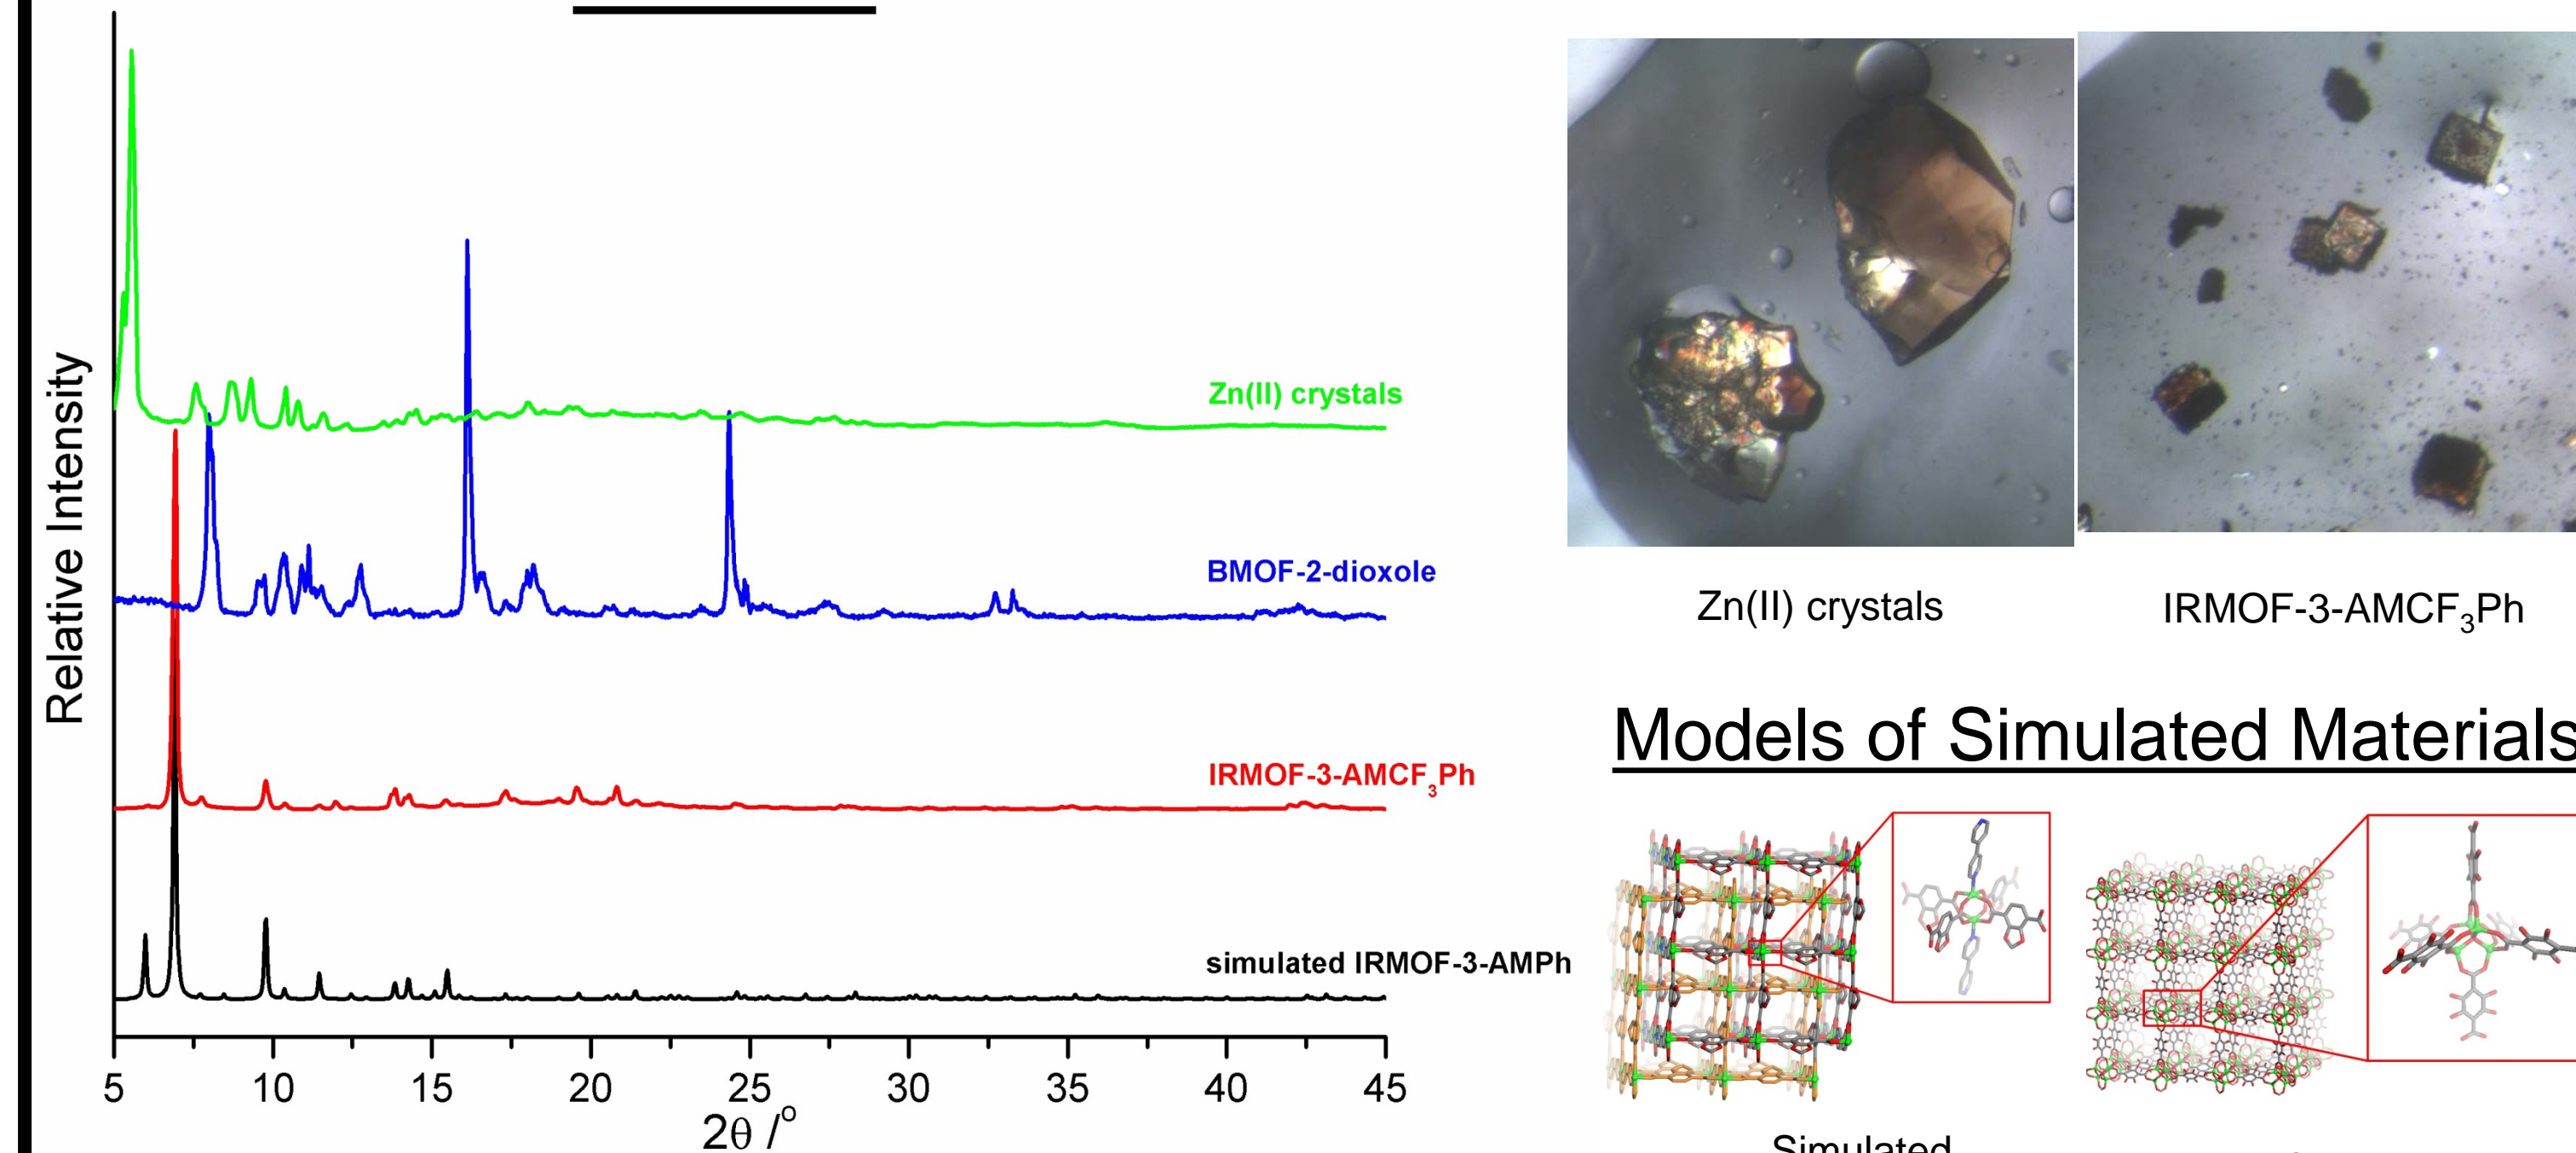 Relative Intensity
Zn(II) crystals
BMOF-2-dioxole
IRMOF-3-AMCF₃Ph
simulated IRMOF-3-AMPh
5 10 15 20 25 30 35 40 45
2θ /°
Zn(II) crystals
IRMOF-3-AMCF₃Ph
Models of Simulated Materials
Simulated